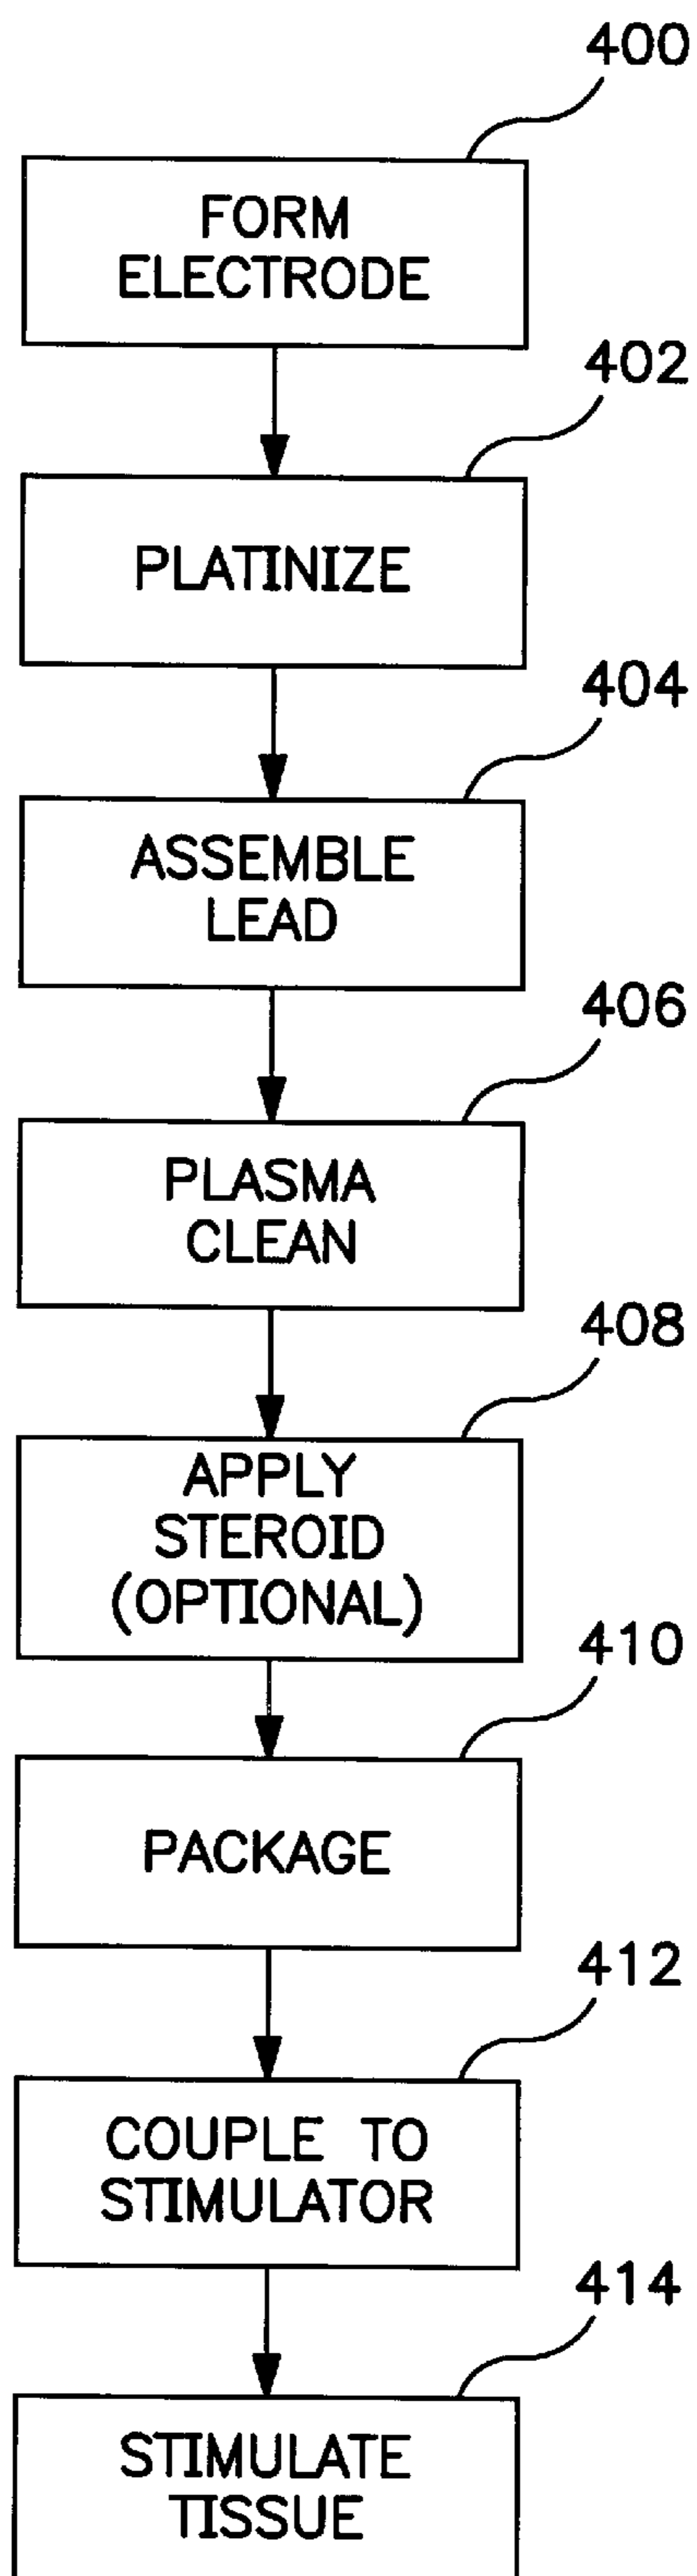 400
FORM
ELECTRODE
402
PLATINIZE
404
ASSEMBLE
LEAD
406
PLASMA
CLEAN
408
APPLY
STEROID
(OPTIONAL)
410
PACKAGE
412
COUPLE TO
STIMULATOR
414
STIMULATE
TISSUE